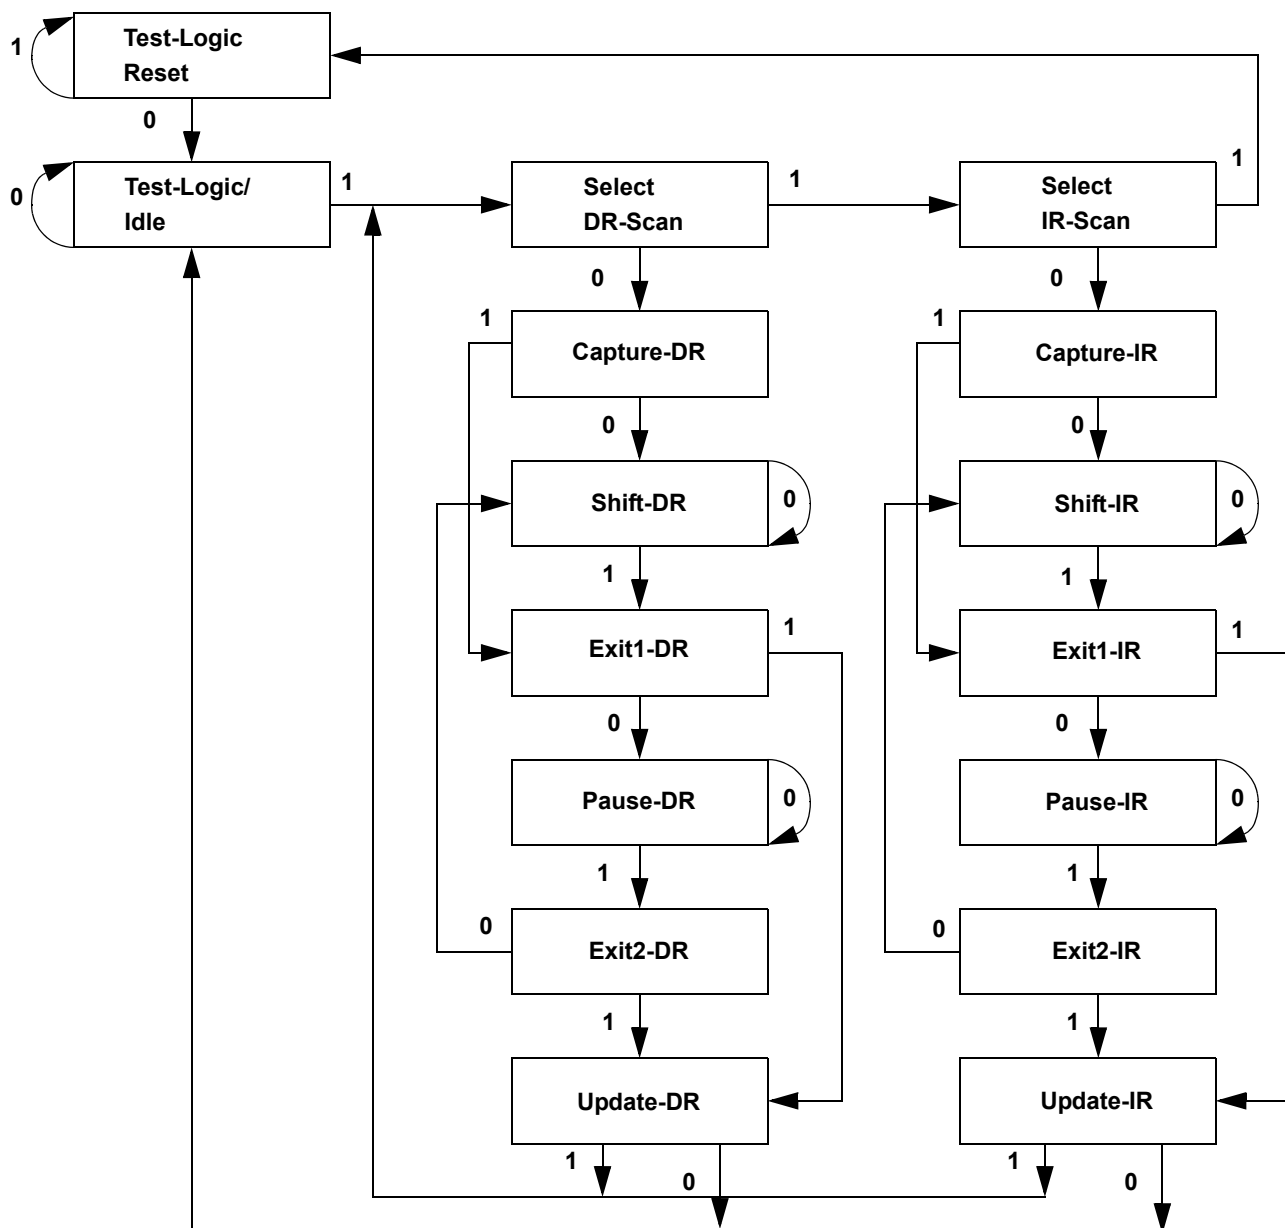 1
Test-Logic
Reset
0
0
Test-Logic/
Idle
1
Select
DR-Scan
1
Select
IR-Scan
1
0
0
1
Capture-DR
1
Capture-IR
0
0
Shift-DR
0
Shift-IR
0
1
1
Exit1-DR
1
Exit1-IR
1
0
0
Pause-DR
0
Pause-IR
0
1
1
0
Exit2-DR
0
Exit2-IR
1
1
Update-DR
Update-IR
1
0
1
0